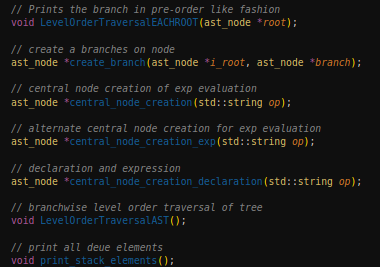 // Prints the branch in pre-order like fashion
void LevelOrderTraversalEACHROOT(ast_node *root);
// create a branches on node
ast_node *create_branch(ast_node *i_root, ast_node *branch);
// central node creation of exp evaluation
ast_node *central_node_creation(std::string op);
// alternate central node creation for exp evaluation
ast_node *central_node_creation_exp(std::string op);
// declaration and expression
ast_node *central_node_creation_declaration(std::string op);
// branchwise level order traversal of tree
void LevelOrderTraversalAST();
// print all deue elements
void print_stack_elements();